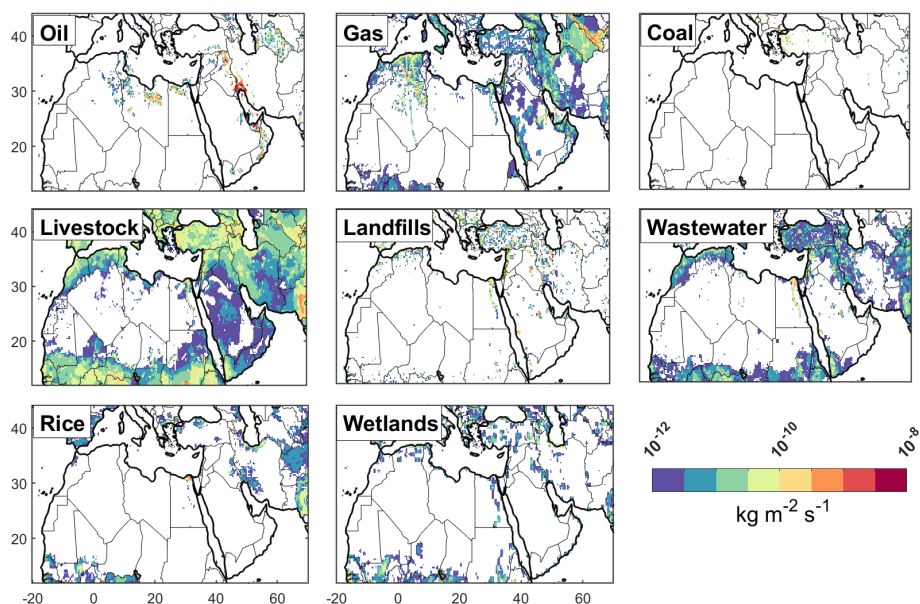 Oil
Gas
Coal
40
30
20
Livestock
Landfills
Wastewater
40
30
20
Rice
Wetlands
40
30
20
-20 0 20 40 60
-20 0 20 40 60
10^-12 10^-10 10^-8
kg m^-2 s^-1